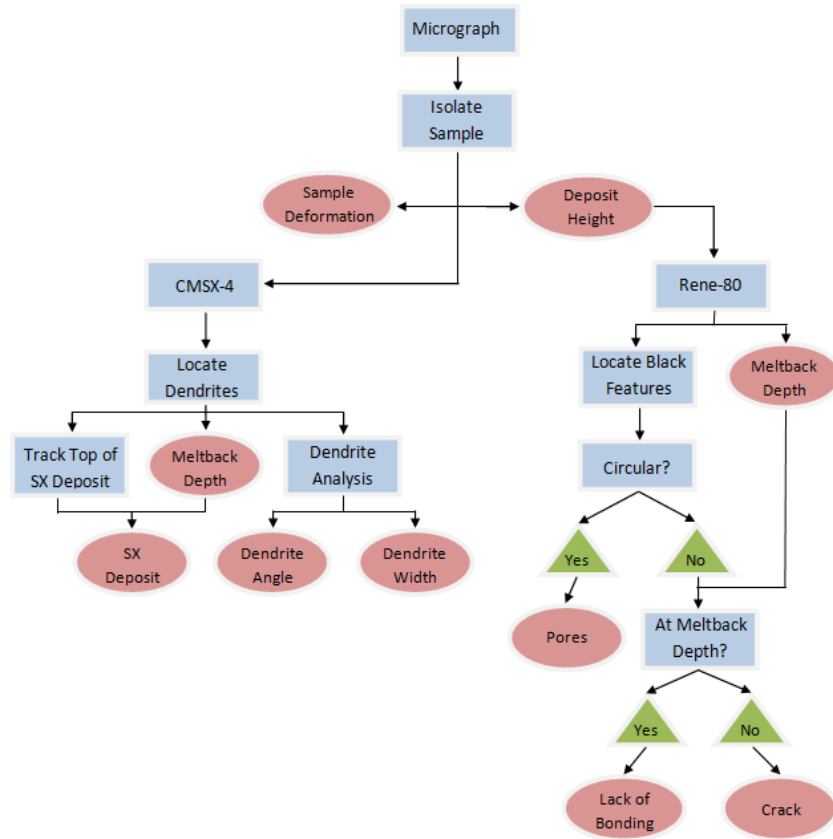 Micrograph
Isolate
Sample
Sample
Deformation
Deposit
Height
CMSX-4
Rene-80
Locate
Dendrites
Locate Black
Features
Meltback
Depth
Track Top of
SX Deposit
Meltback
Depth
Dendrite
Analysis
Circular?
SX
Deposit
Dendrite
Angle
Dendrite
Width
Yes
No
Pores
At Meltback
Depth?
Yes
No
Lack of
Bonding
Crack